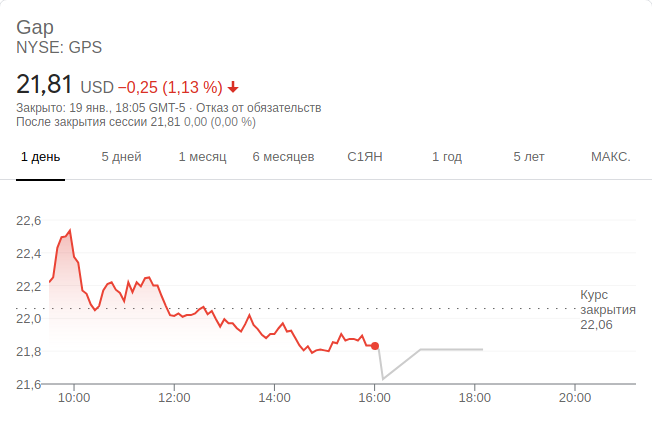 Gap
NYSE: GPS
21,81 USD −0,25 (1,13 %)
Закрыто: 19 янв., 18:05 GMT-5 · Отказ от обязательств
После закрытия сессии 21,81 0,00 (0,00 %)
1 день 5 дней 1 месяц 6 месяцев С1ЯН 1 год 5 лет МАКС.
22,6
22,4
22,2
22,0
21,8
21,6
Курс
закрытия
22,06
10:00 12:00 14:00 16:00 18:00 20:00